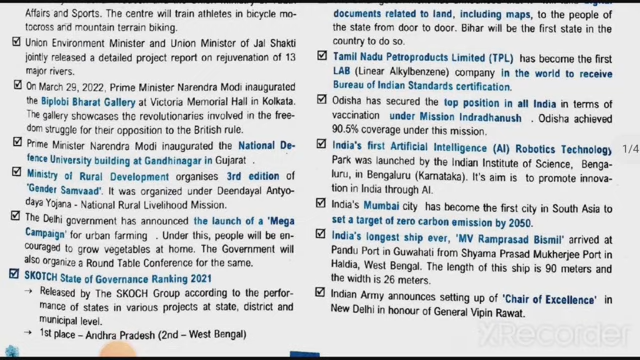 Affairs and Sports. The centre will train athletes in bicycle mo-
tocross and mountain terrain biking.
Union Environment Minister and Union Minister of Jal Shakti
jointly released a detailed project report on rejuvenation of 13
major rivers.
On March 29, 2022, Prime Minister Narendra Modi inaugurated
the Biplobi Bharat Gallery at Victoria Memorial Hall in Kolkata.
The gallery showcases the revolutionaries involved in the free-
dom struggle for their opposition to the British rule.
Prime Minister Narendra Modi inaugurated the National De-
fence University building at Gandhinagar in Gujarat .
Ministry of Rural Development organises 3rd edition of
'Gender Samvaad'. It was organized under Deendayal Antyo-
daya Yojana - National Rural Livelihood Mission.
The Delhi government has announced the launch of a 'Mega
Campaign' for urban farming . Under this, people will be en-
couraged to grow vegetables at home. The Government will
also organize a Round Table Conference for the same.
SKOTCH State of Governance Ranking 2021
→ Released by The SKOCH Group according to the perfor-
mance of states in various projects at state, district and
municipal level.
→ 1st place – Andhra Pradesh (2nd – West Bengal)
digital
documents related to land, including maps, to the people of
the state from door to door. Bihar will be the first state in the
country to do so.
Tamil Nadu Petroproducts Limited (TPL) has become the first
LAB (Linear Alkylbenzene) company in the world to receive
Bureau of Indian Standards certification.
Odisha has secured the top position in all India in terms of
vaccination under Mission Indradhanush . Odisha achieved
90.5% coverage under this mission.
India's first Artificial Intelligence (AI) Robotics Technology
Park was launched by the Indian Institute of Science, Benga-
luru, in Bengaluru (Karnataka). It's aim is to promote innova-
tion in India through AI.
India's Mumbai city has become the first city in South Asia to
set a target of zero carbon emission by 2050.
India's longest ship ever, 'MV Ramprasad Bismil' arrived at
Pandu Port in Guwahati from Shyama Prasad Mukherjee Port in
Haldia, West Bengal. The length of this ship is 90 meters and
the width is 26 meters.
Indian Army announces setting up of 'Chair of Excellence' in
New Delhi in honour of General Vipin Rawat.
1/4
XRecorder